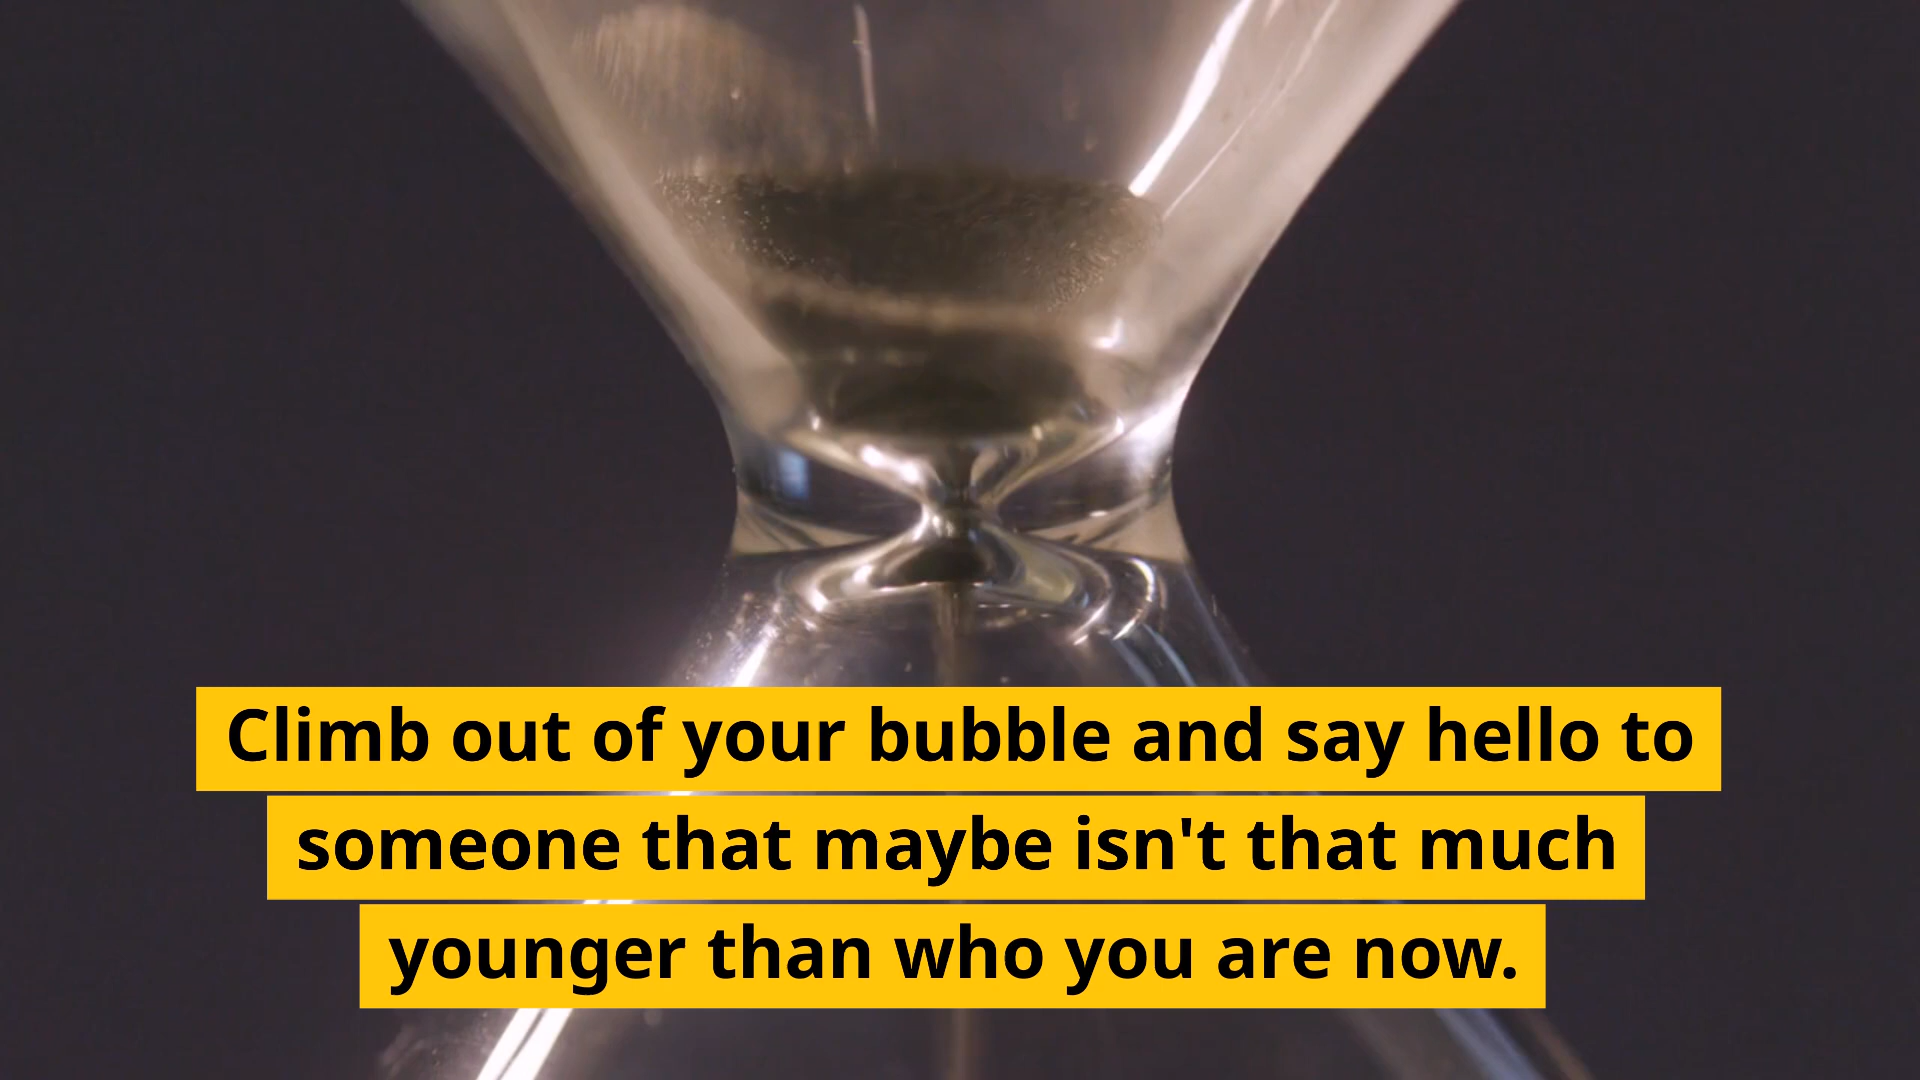 Climb out of your bubble and say hello to
someone that maybe isn't that much
younger than who you are now.